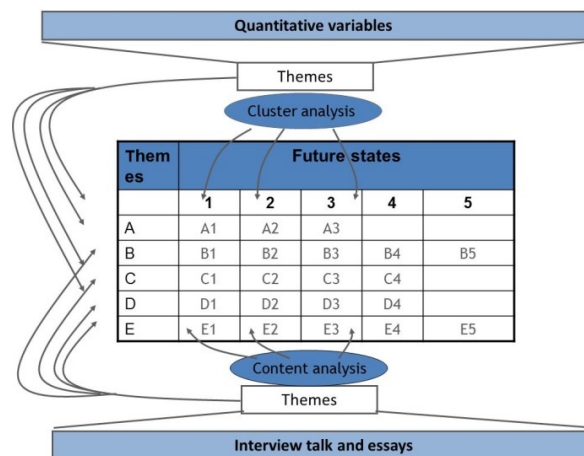 Quantitative variables
Themes
Cluster analysis
Them Future states
es
1 2 3 4 5
A A1 A2 A3
B B1 B2 B3 B4 B5
C C1 C2 C3 C4
D D1 D2 D3 D4
E E1 E2 E3 E4 E5
Content analysis
Themes
Interview talk and essays